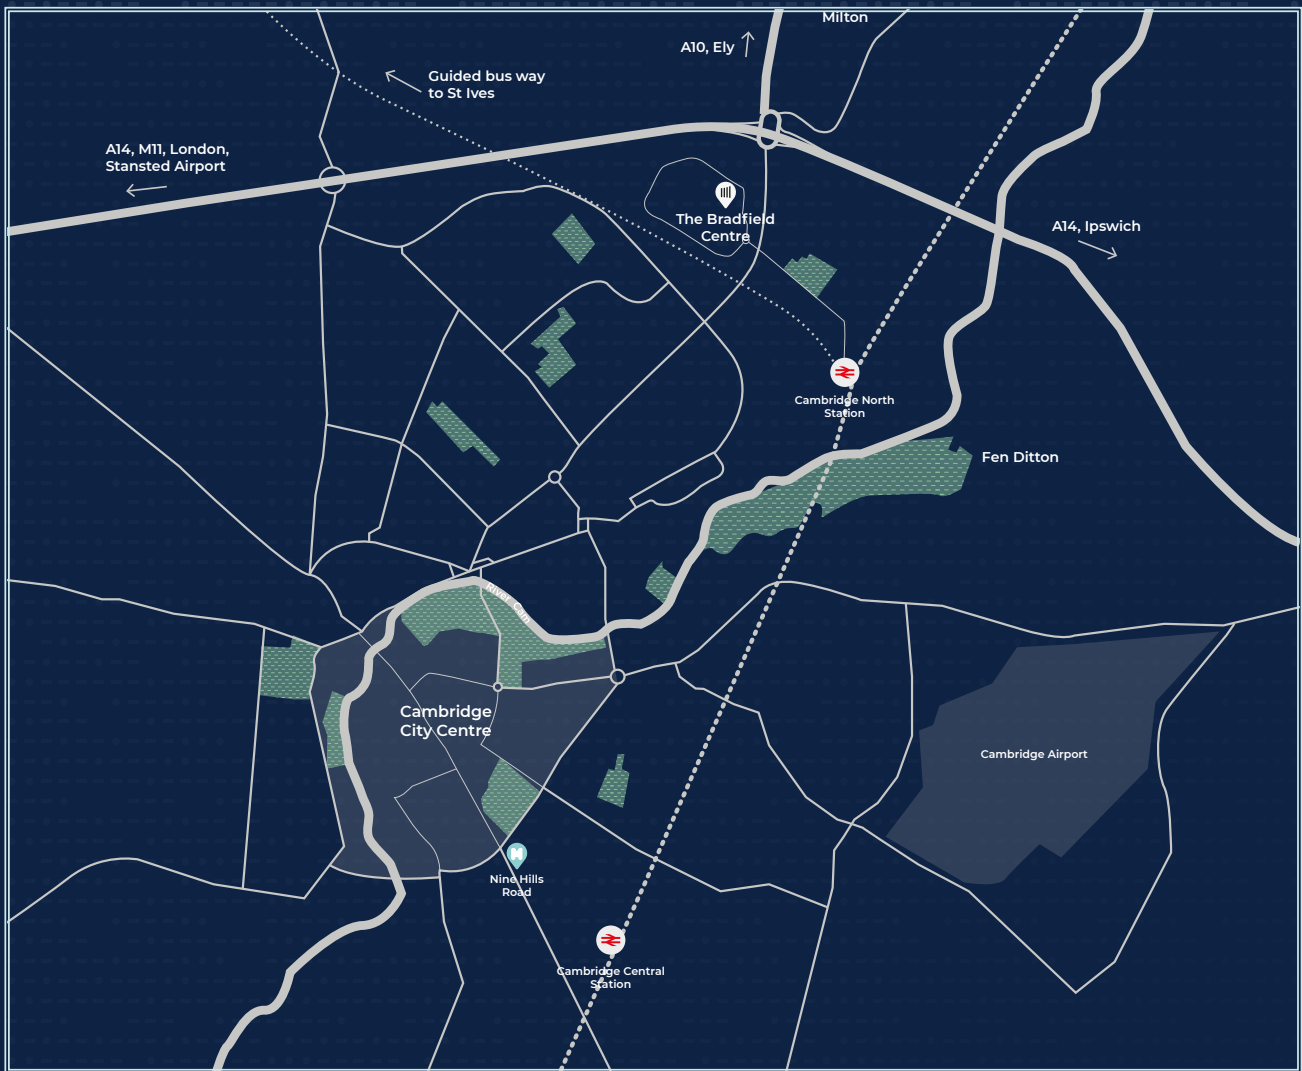 Milton
A10, Ely
Guided bus way
to St Ives
A14, M11, London,
Stansted Airport
The Bradfield
Centre
A14, Ipswich
Cambridge North
Station
Fen Ditton
River Cam
Cambridge
City Centre
Cambridge Airport
Nine Hills
Road
Cambridge Central
Station